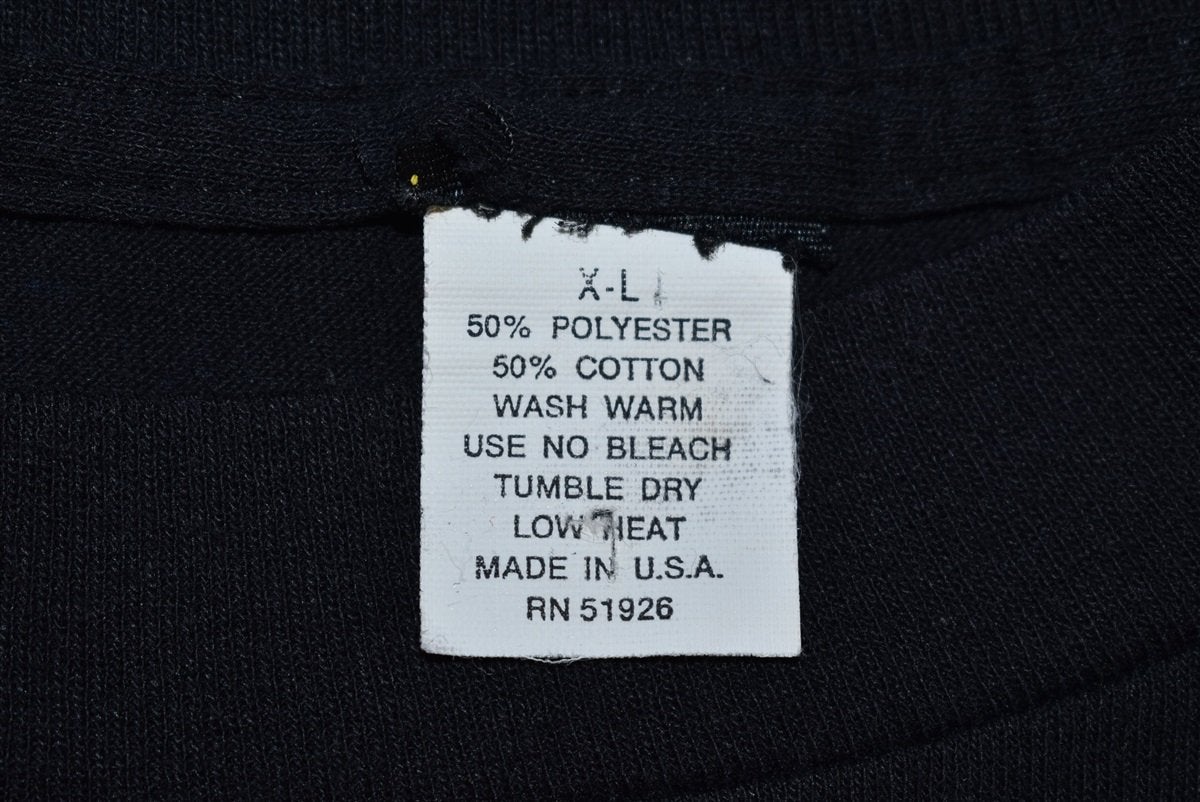 X-L
50% POLYESTER
50% COTTON
WASH WARM
USE NO BLEACH
TUMBLE DRY
LOW HEAT
MADE IN U.S.A.
RN 51926